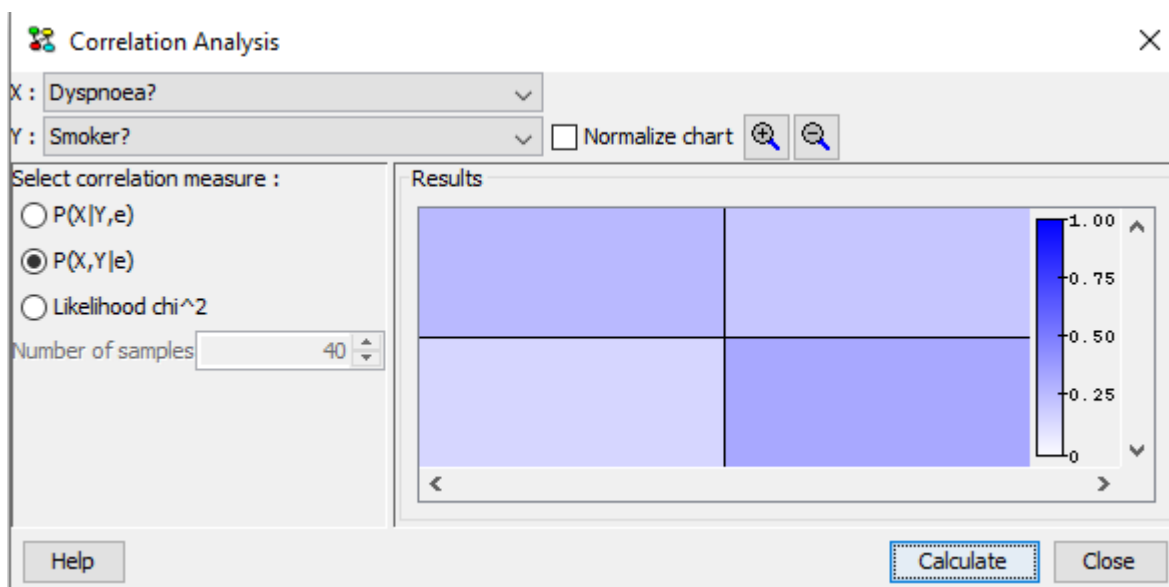 Correlation Analysis
X : Dyspnoea?
Y : Smoker? Normalize chart
Select correlation measure :
P(X|Y,e)
P(X,Y|e)
Likelihood chi^2
Number of samples 40
Results
1.00
0.75
0.50
0.25
0
Help Calculate Close